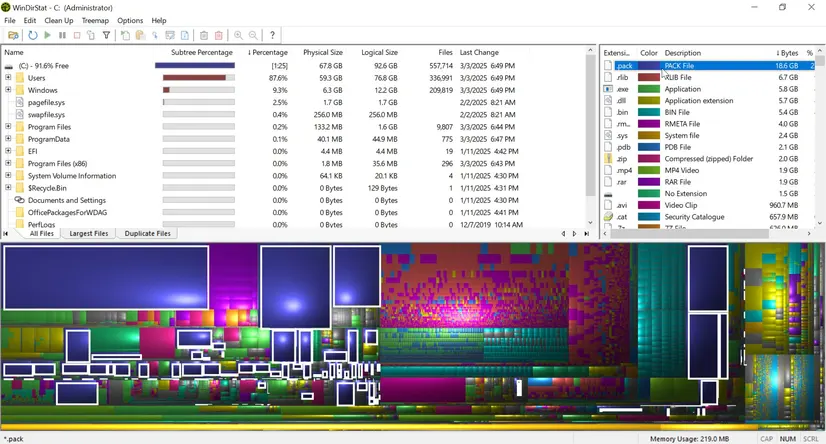 WinDirStat - C: (Administrator)
File Edit Clean Up Treemap Options Help
Name Subtree Percentage ↓ Percentage Physical Size Logical Size Files Last Change
(C:) - 91.6% Free [1:25] 67.8 GB 92.6 GB 557,714 3/3/2025 6:49 PM
Users 87.6% 59.3 GB 76.8 GB 336,991 3/3/2025 6:49 PM
Windows 9.3% 6.3 GB 12.2 GB 209,819 3/3/2025 6:49 PM
pagefile.sys 2.5% 1.7 GB 1.7 GB 2/2/2025 8:21 AM
swapfile.sys 0.4% 256.0 MB 256.0 MB 2/2/2025 8:21 AM
Program Files 0.2% 133.2 MB 1.6 GB 9,807 3/3/2025 6:44 PM
ProgramData 0.1% 40.1 MB 44.9 MB 775 3/3/2025 6:47 PM
EFI 0.0% 4.4 MB 4.4 MB 19 1/11/2025 4:42 PM
Program Files (x86) 0.0% 1.8 MB 35.6 MB 296 3/3/2025 6:43 PM
System Volume Information 0.0% 64.1 KB 20.1 KB 4 1/11/2025 4:30 PM
$Recycle.Bin 0.0% 0 Bytes 129 Bytes 1 1/11/2025 4:31 PM
Documents and Settings 0.0% 0 Bytes 0 Bytes 1/11/2025 4:30 PM
OfficePackagesForWDAG 0.0% 0 Bytes 0 Bytes 1/11/2025 4:41 PM
PerfLogs 0.0% 0 Bytes 0 Bytes 12/7/2019 10:14 AM
All Files Largest Files Duplicate Files
Extensi... Color Description ↓ Bytes %
.pack PACK File 18.6 GB 2
.rlib RLIB File 6.7 GB
.exe Application 5.8 GB
.dll Application extension 5.7 GB
.bin BIN File 5.4 GB
.rm... RMETA File 4.0 GB
.sys System file 2.4 GB
.pdb PDB File 2.1 GB
.zip Compressed (zipped) Folder 2.0 GB
.mp4 MP4 Video 1.9 GB
.rar RAR File 1.9 GB
No Extension 1.5 GB
.avi Video Clip 960.7 MB
.cat Security Catalogue 657.9 MB
*.pack Memory Usage: 219.0 MB CAP NUM SCRL